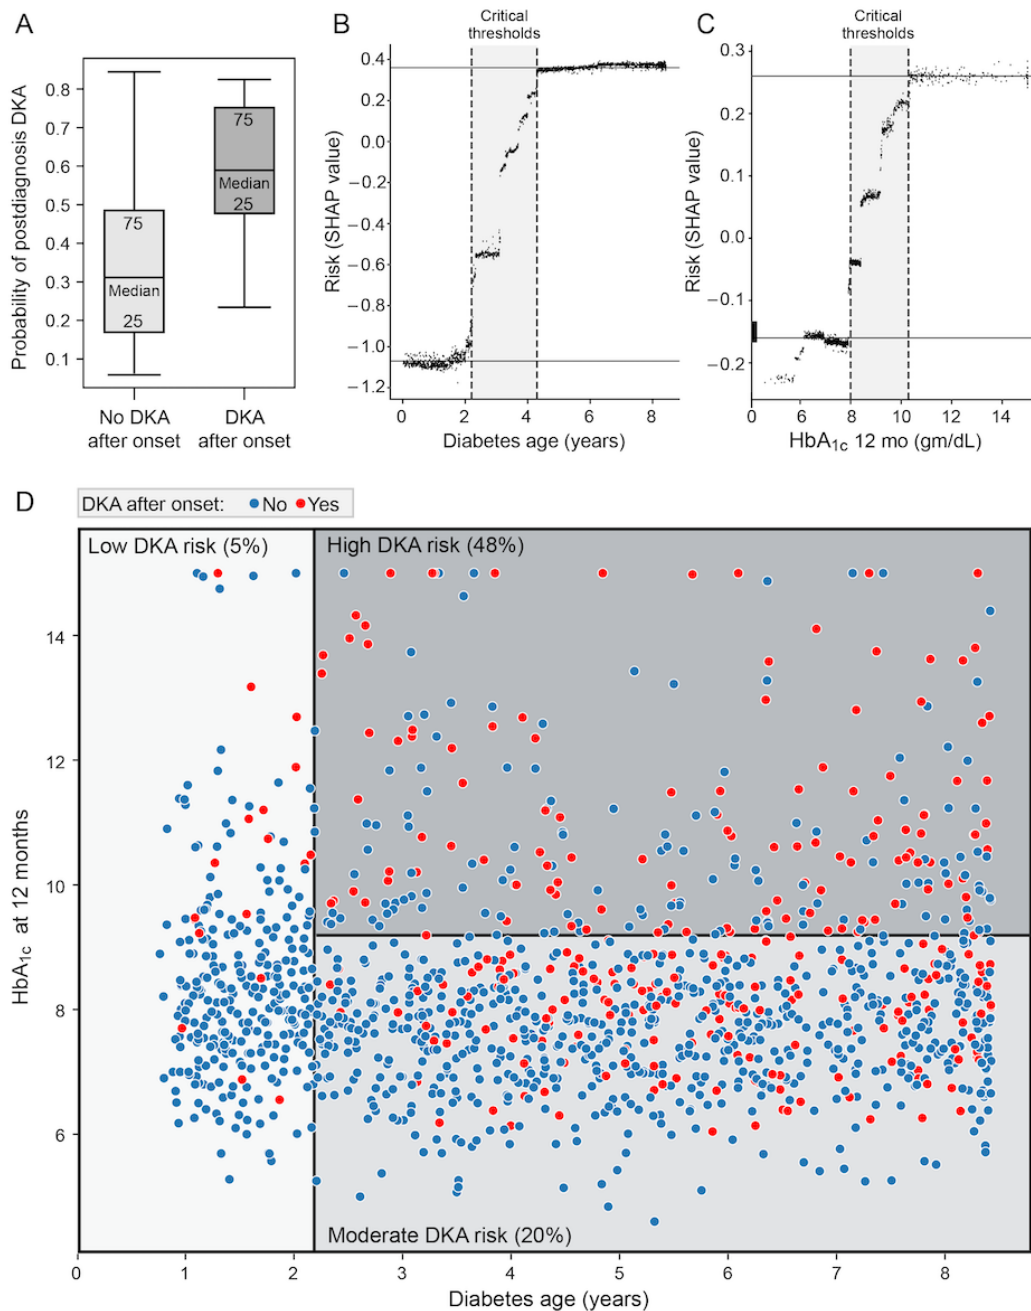 A
Probability of postdiagnosis DKA
0.9
0.8
0.7
0.6
0.5
0.4
0.3
0.2
0.1
75
Median
25
75
Median
25
No DKA
after onset
DKA
after onset
B
Critical
thresholds
Risk (SHAP value)
0.4
0.2
0.0
−0.2
−0.4
−0.6
−0.8
−1.0
−1.2
0 2 4 6 8
Diabetes age (years)
C
Critical
thresholds
Risk (SHAP value)
0.3
0.2
0.1
0.0
−0.1
−0.2
0 6 8 10 12 14
HbA1c 12 mo (gm/dL)
D
DKA after onset: No Yes
Low DKA risk (5%)
High DKA risk (48%)
Moderate DKA risk (20%)
HbA1c at 12 months
14
12
10
8
6
0 1 2 3 4 5 6 7 8
Diabetes age (years)